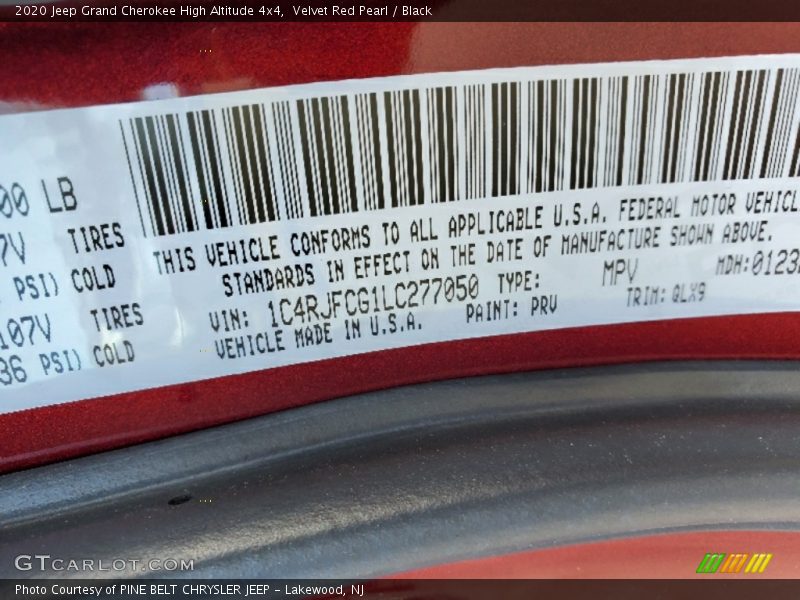 2020 Jeep Grand Cherokee High Altitude 4x4, Velvet Red Pearl / Black
00 LB
7V TIRES
PSI) COLD
107V TIRES
36 PSI) COLD
THIS VEHICLE CONFORMS TO ALL APPLICABLE U.S.A. FEDERAL MOTOR VEHICL
STANDARDS IN EFFECT ON THE DATE OF MANUFACTURE SHOWN ABOVE.
VIN: 1C4RJFCG1LC277050 TYPE: MPV MDH:0123
VEHICLE MADE IN U.S.A. PAINT: PRV TRIM: QLX9
GTCARLOT.COM
Photo Courtesy of PINE BELT CHRYSLER JEEP - Lakewood, NJ